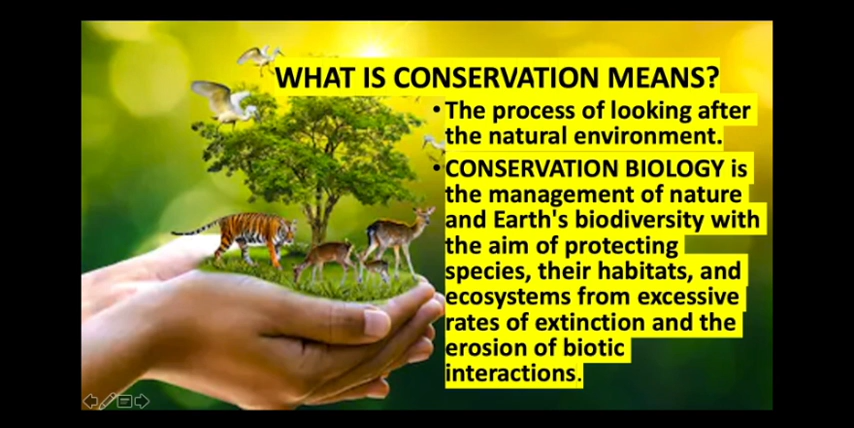 WHAT IS CONSERVATION MEANS?
• The process of looking after
the natural environment.
• CONSERVATION BIOLOGY is
the management of nature
and Earth's biodiversity with
the aim of protecting
species, their habitats, and
ecosystems from excessive
rates of extinction and the
erosion of biotic
interactions.